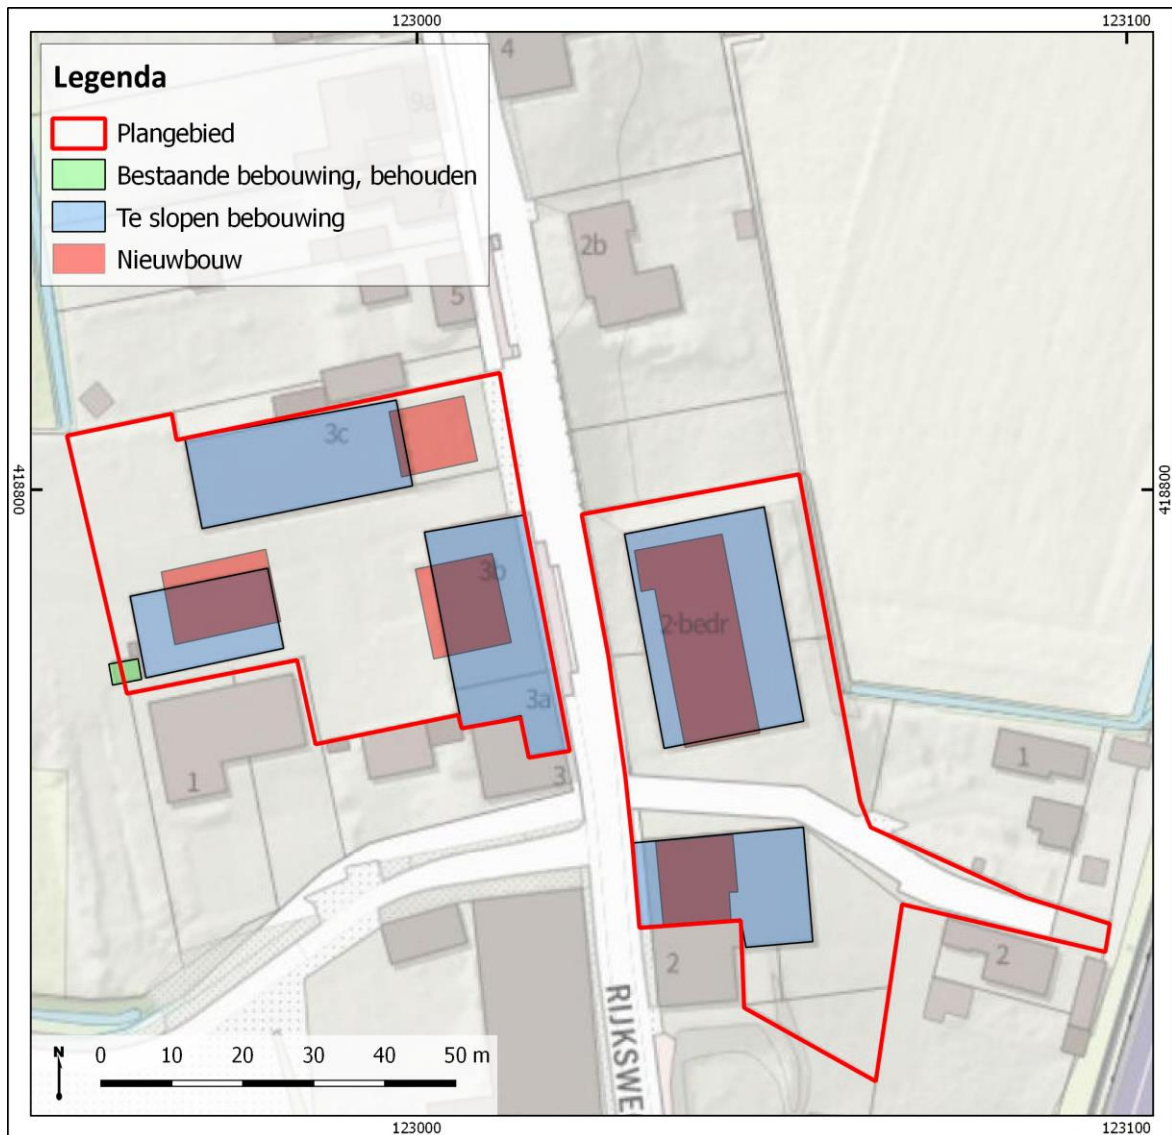 123000
123100
Legenda
Plangebied
Bestaande bebouwing, behouden
Te slopen bebouwing
Nieuwbouw
4
9a
7
2b
5
3c
418800
418800
3b
2·bedr
3a
1
3
1
2
2
RIJKSWE
N
0 10 20 30 40 50 m
123000
123100